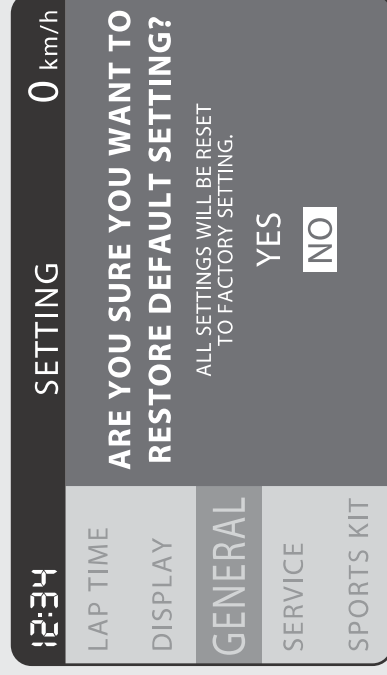 12:34 SETTING 0 km/h
LAP TIME
DISPLAY
GENERAL
SERVICE
SPORTS KIT
ARE YOU SURE YOU WANT TO
RESTORE DEFAULT SETTING?
ALL SETTINGS WILL BE RESET
TO FACTORY SETTING.
YES
NO